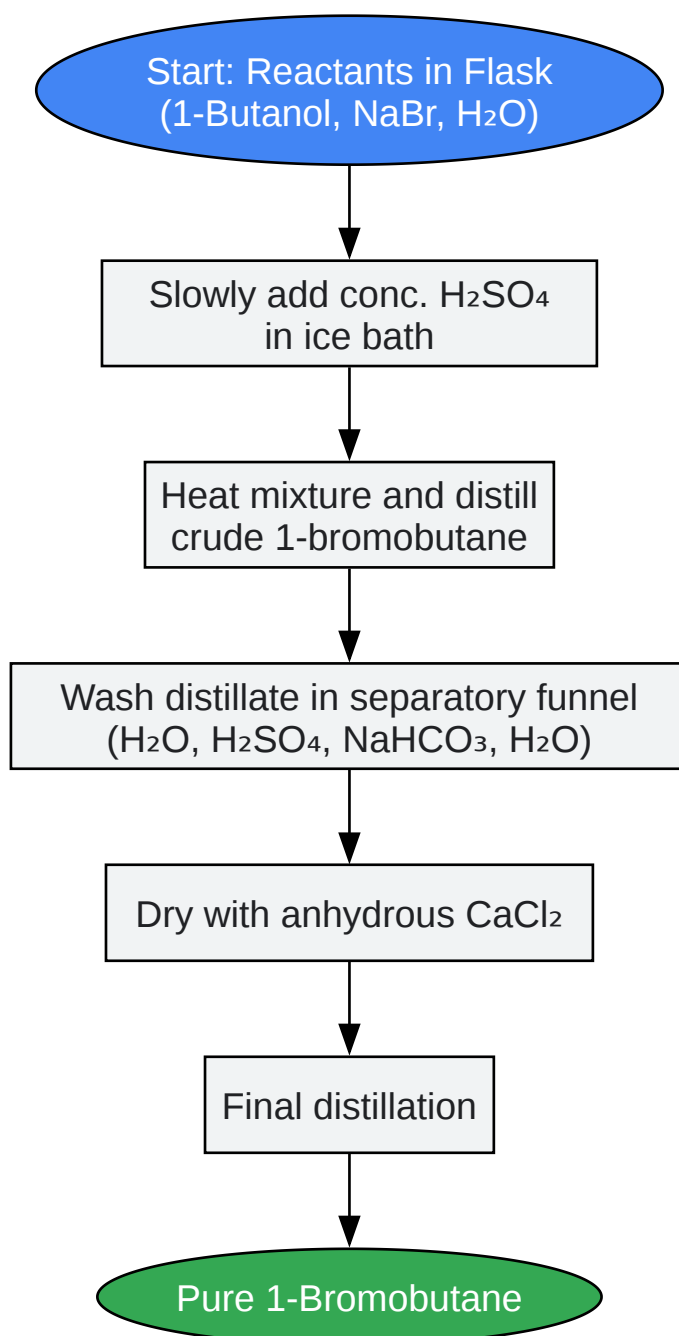 Start: Reactants in Flask
(1-Butanol, NaBr, H₂O)
Slowly add conc. H₂SO₄
in ice bath
Heat mixture and distill
crude 1-bromobutane
Wash distillate in separatory funnel
(H₂O, H₂SO₄, NaHCO₃, H₂O)
Dry with anhydrous CaCl₂
Final distillation
Pure 1-Bromobutane